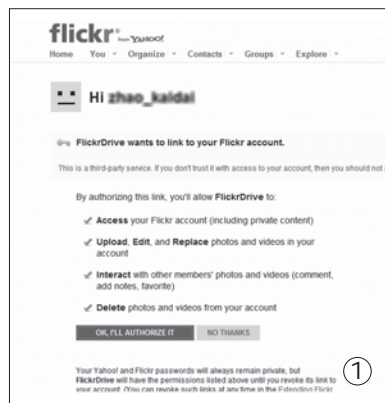 flickr from YAHOO!
Home You Organize Contacts Groups Explore
Hi zhao_kaidai
FlickrDrive wants to link to your Flickr account.
This is a third-party service. If you don't trust it with access to your account, then you should not
By authorizing this link, you'll allow FlickrDrive to:
Access your Flickr account (including private content)
Upload, Edit, and Replace photos and videos in your
account
Interact with other members' photos and videos (comment,
add notes, favorite)
Delete photos and videos from your account
OK, I'LL AUTHORIZE IT NO THANKS
Your Yahoo! and Flickr passwords will always remain private, but
FlickrDrive will have the permissions listed above until you revoke its link to
your account. (You can revoke such links at any time in the Extending Flickr
①